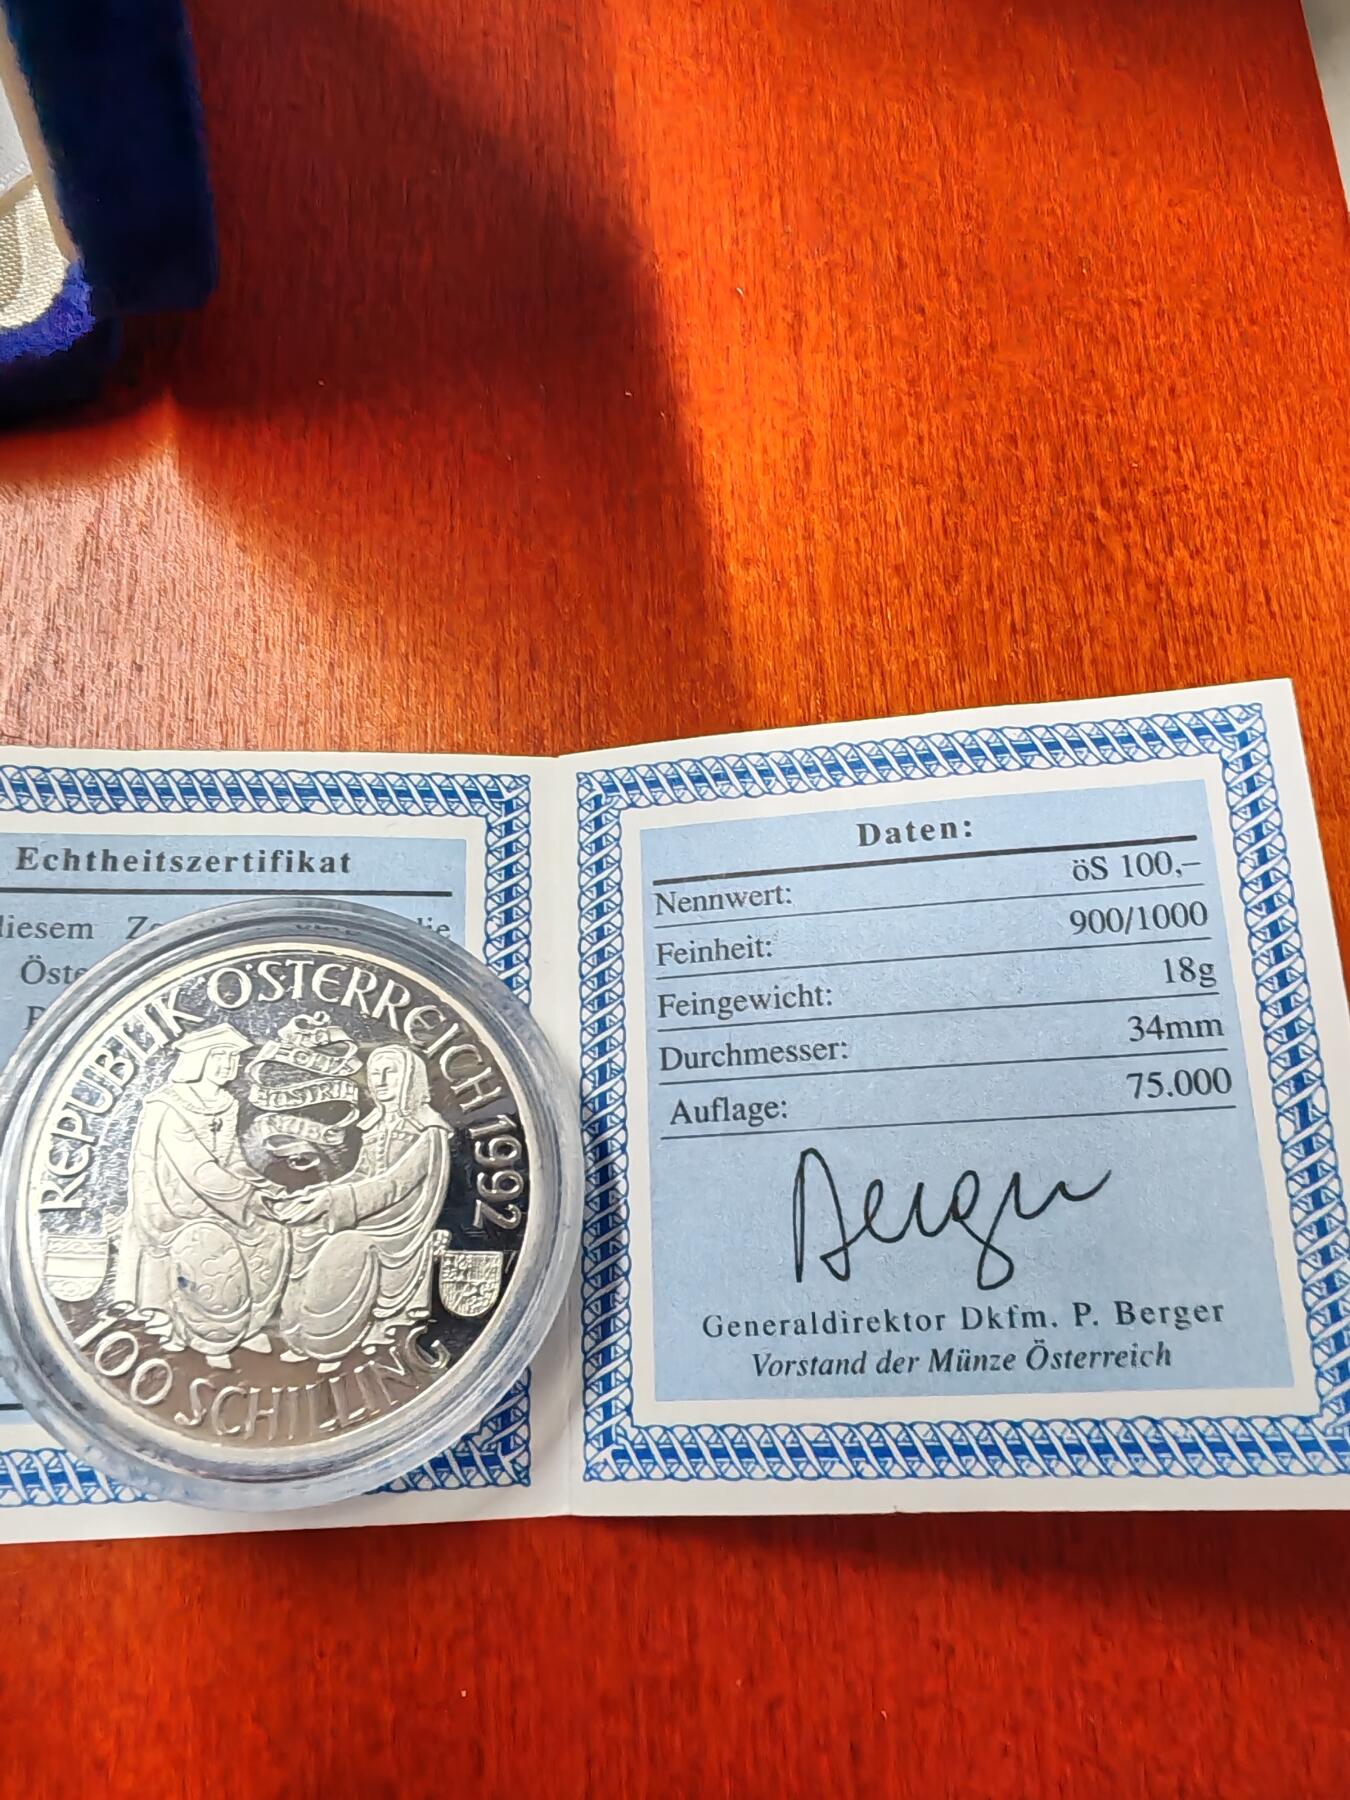 Echtheitszertifikat
diesem
Öste
REPUBLIK ÖSTERREICH 1992
100 SCHILLING
Daten:
Nennwert: öS 100,–
Feinheit: 900/1000
Feingewicht: 18g
Durchmesser: 34mm
Auflage: 75.000
Berger
Generaldirektor Dkfm. P. Berger
Vorstand der Münze Österreich